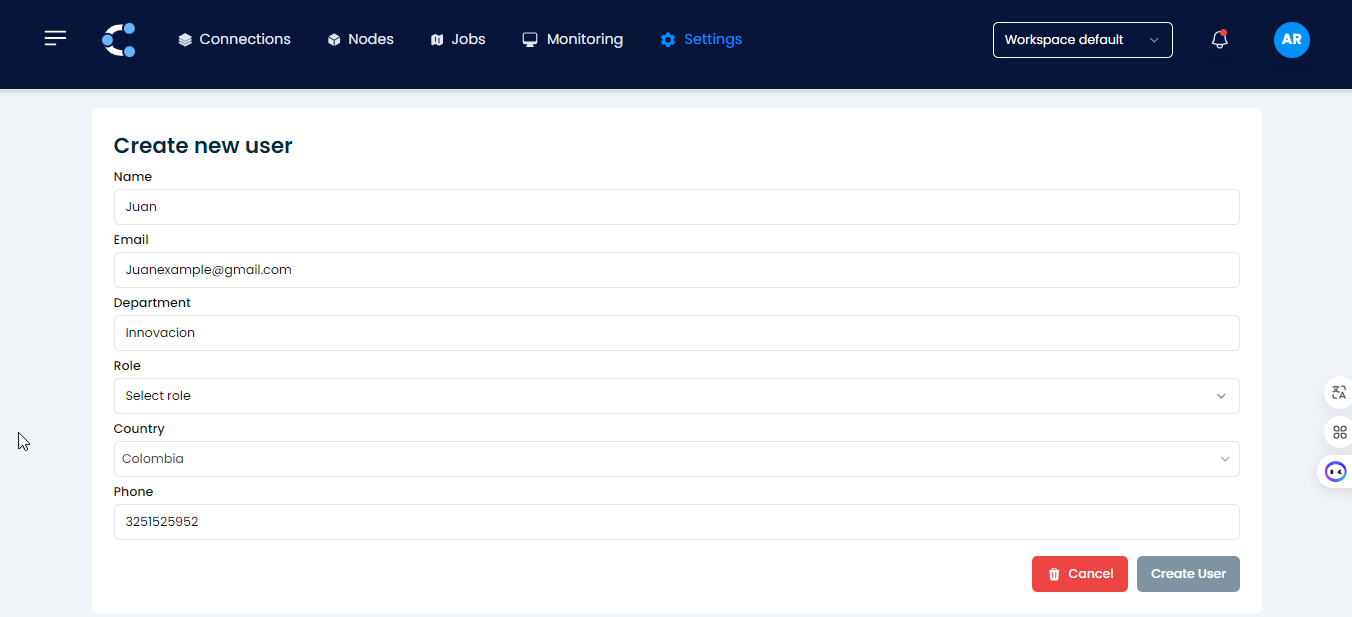 Connections Nodes Jobs Monitoring Settings Workspace default AR
Create new user
Name
Juan
Email
Juanexample@gmail.com
Department
Innovacion
Role
Select role
Country
Colombia
Phone
3251525952
Cancel Create User